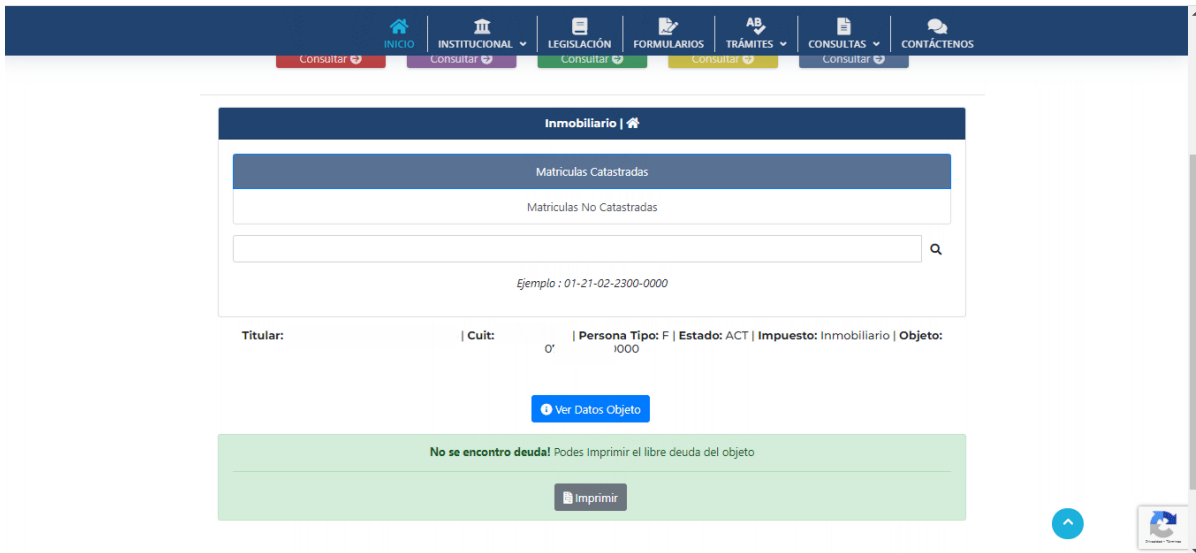 INICIO INSTITUCIONAL LEGISLACIÓN FORMULARIOS TRÁMITES CONSULTAS CONTÁCTENOS
Consultar Consultar Consultar Consultar Consultar
Inmobiliario |
Matriculas Catastradas
Matriculas No Catastradas
Ejemplo : 01-21-02-2300-0000
Titular: | Cuit: | Persona Tipo: F | Estado: ACT | Impuesto: Inmobiliario | Objeto:
0000
Ver Datos Objeto
No se encontro deuda! Podes Imprimir el libre deuda del objeto
Imprimir